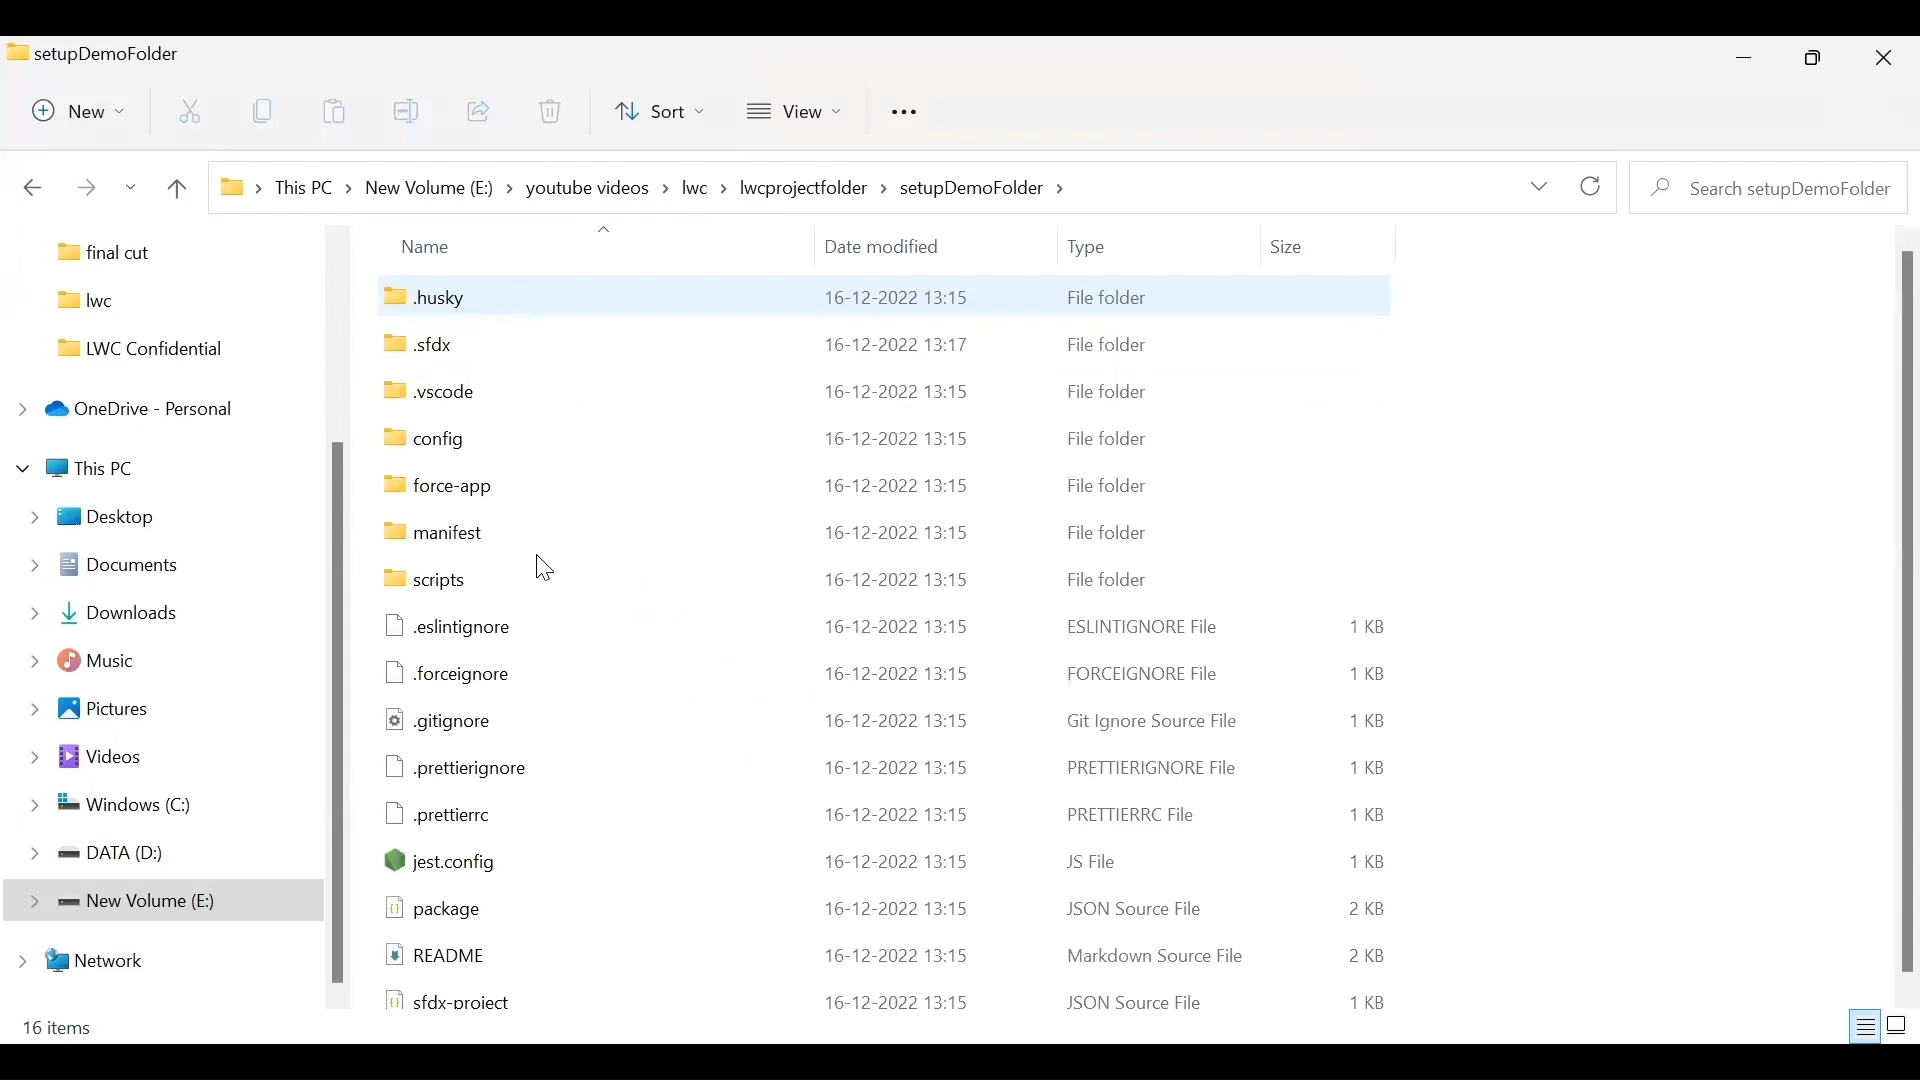 setupDemoFolder
New Sort View
This PC New Volume (E:) youtube videos lwc lwcprojectfolder setupDemoFolder Search setupDemoFolder
final cut
lwc
LWC Confidential
OneDrive - Personal
This PC
Desktop
Documents
Downloads
Music
Pictures
Videos
Windows (C:)
DATA (D:)
New Volume (E:)
Network
Name Date modified Type Size
.husky 16-12-2022 13:15 File folder
.sfdx 16-12-2022 13:17 File folder
.vscode 16-12-2022 13:15 File folder
config 16-12-2022 13:15 File folder
force-app 16-12-2022 13:15 File folder
manifest 16-12-2022 13:15 File folder
scripts 16-12-2022 13:15 File folder
.eslintignore 16-12-2022 13:15 ESLINTIGNORE File 1 KB
.forceignore 16-12-2022 13:15 FORCEIGNORE File 1 KB
.gitignore 16-12-2022 13:15 Git Ignore Source File 1 KB
.prettierignore 16-12-2022 13:15 PRETTIERIGNORE File 1 KB
.prettierrc 16-12-2022 13:15 PRETTIERRC File 1 KB
jest.config 16-12-2022 13:15 JS File 1 KB
package 16-12-2022 13:15 JSON Source File 2 KB
README 16-12-2022 13:15 Markdown Source File 2 KB
sfdx-project 16-12-2022 13:15 JSON Source File 1 KB
16 items